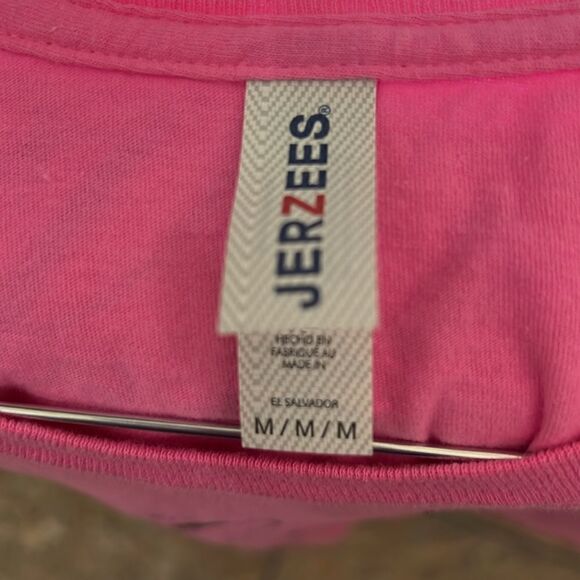 JERZEES®
HECHO EN
FABRIQUE AU
MADE IN
EL SALVADOR
M/M/M